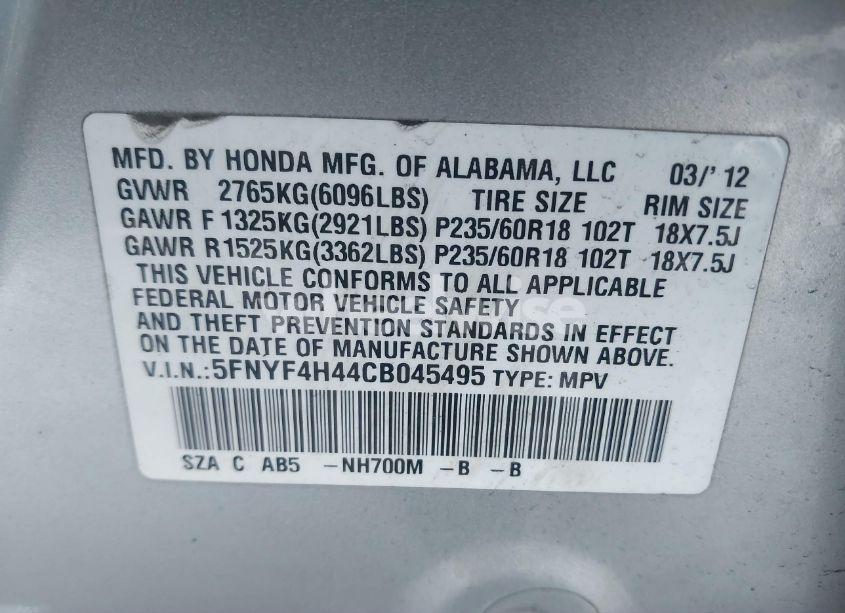 MFD. BY HONDA MFG. OF ALABAMA, LLC 03/' 12
GVWR 2765KG(6096LBS) TIRE SIZE RIM SIZE
GAWR F 1325KG(2921LBS) P235/60R18 102T 18X7.5J
GAWR R1525KG(3362LBS) P235/60R18 102T 18X7.5J
THIS VEHICLE CONFORMS TO ALL APPLICABLE
FEDERAL MOTOR VEHICLE SAFETY
AND THEFT PREVENTION STANDARDS IN EFFECT
ON THE DATE OF MANUFACTURE SHOWN ABOVE.
V.I.N.:5FNYF4H44CB045495 TYPE: MPV
SZA C AB5 -NH700M -B -B